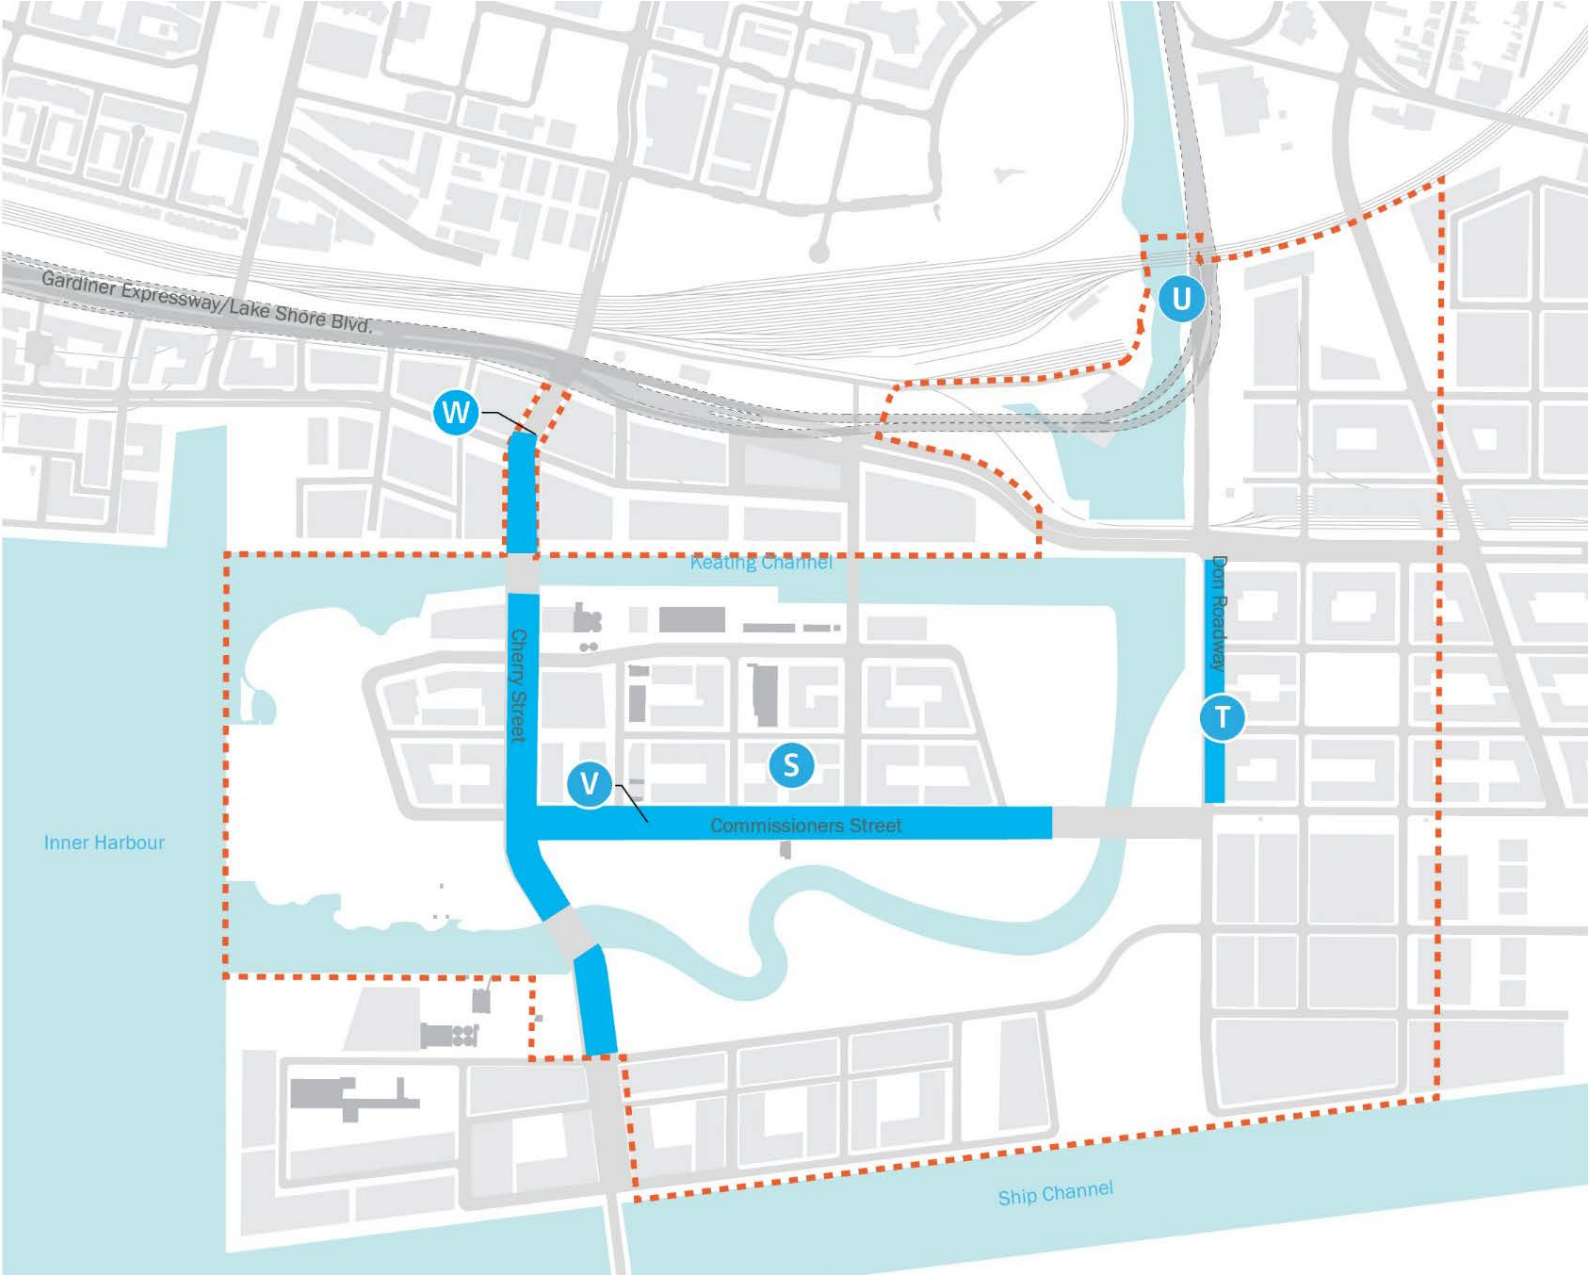 U
Gardiner Expressway/Lake Shore Blvd.
W
Keating Channel
Don Roadway
Cherry Street
T
S
V
Commissioners Street
Inner Harbour
Ship Channel